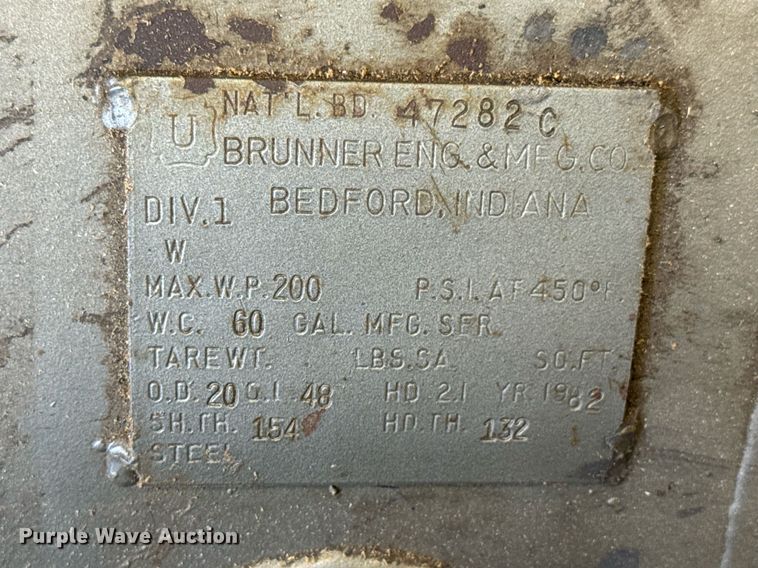 NAT'L. BD. 47282 C
U BRUNNER ENG. & MFG. CO.
DIV. 1 BEDFORD, INDIANA
W
MAX. W.P. 200 P.S.I. AT 450°F.
W.C. 60 GAL. MFG. SER.
TARE WT. LBS. SA. SQ. FT.
O.D. 20 O.L. 48 HD 2.1 YR. 1982
SH. TH. 154 HD. TH. 132
STEEL
Purple Wave Auction